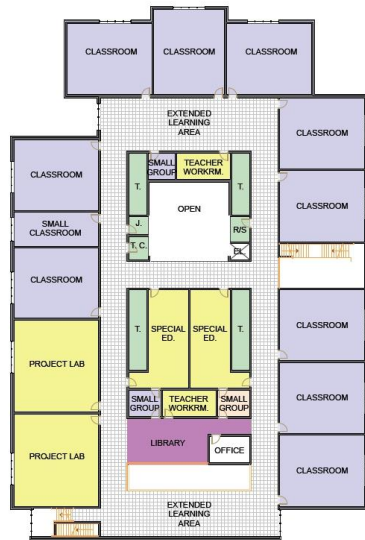 CLASSROOM
CLASSROOM
CLASSROOM
EXTENDED
LEARNING
AREA
CLASSROOM
CLASSROOM
SMALL
GROUP
TEACHER
WORKRM.
T.
T.
OPEN
CLASSROOM
SMALL
CLASSROOM
J.
R/S
T. C.
EL.
CLASSROOM
CLASSROOM
T.
SPECIAL
ED.
SPECIAL
ED.
T.
PROJECT LAB
CLASSROOM
SMALL
GROUP
TEACHER
WORKRM.
SMALL
GROUP
LIBRARY
OFFICE
PROJECT LAB
CLASSROOM
EXTENDED
LEARNING
AREA